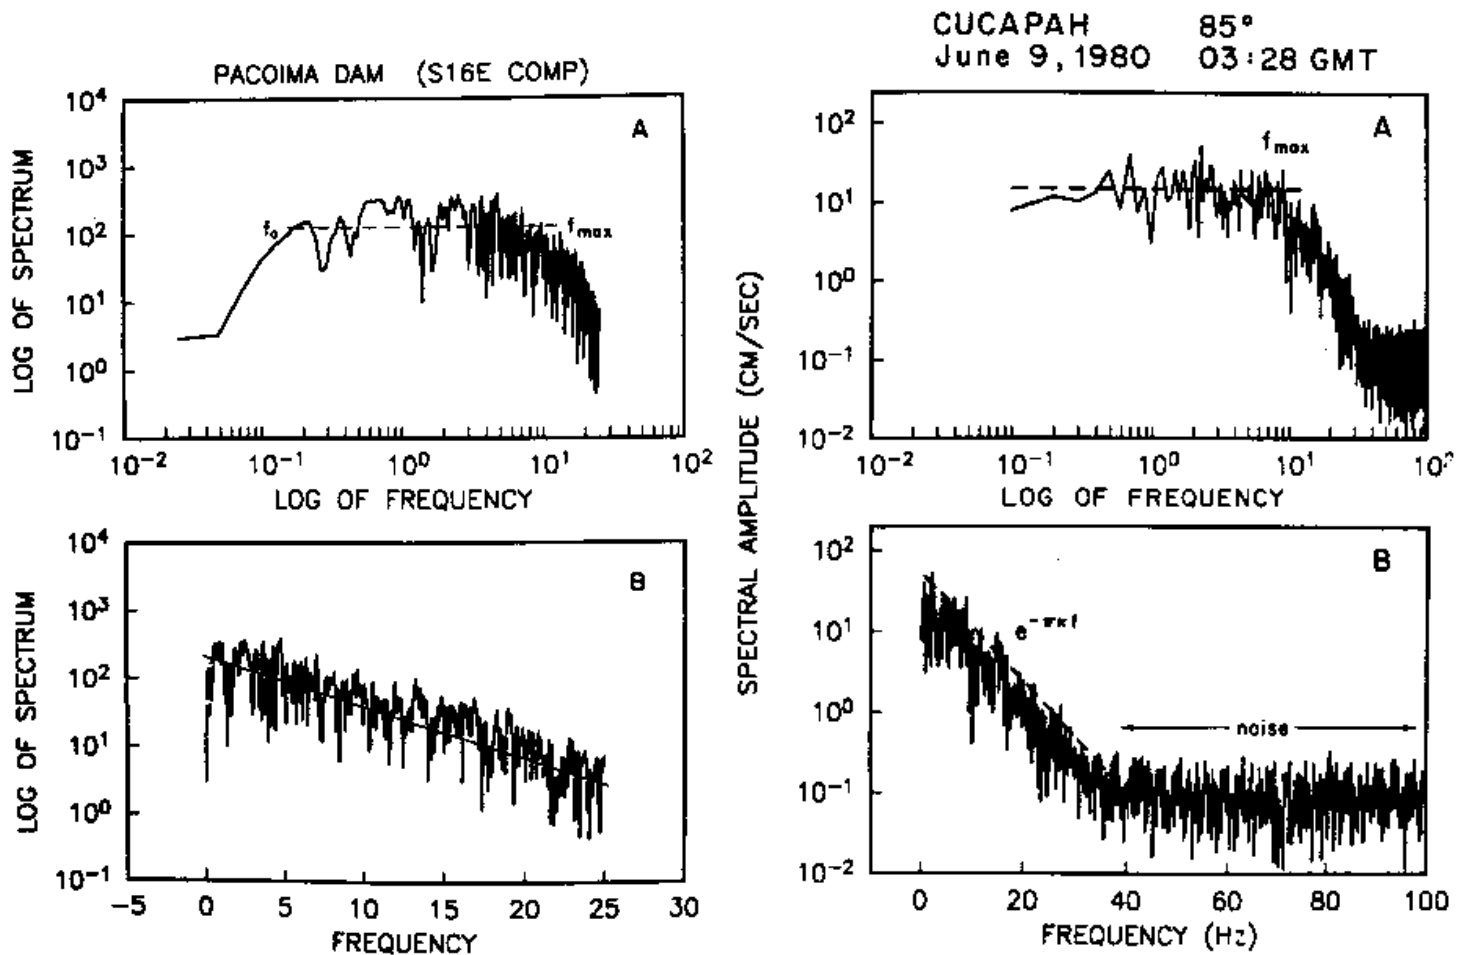 PACOIMA DAM (S16E COMP)
A
LOG OF SPECTRUM
10⁴
10³
10²
10¹
10⁰
10⁻¹
f₀
fmax
10⁻² 10⁻¹ 10⁰ 10¹ 10²
LOG OF FREQUENCY
B
LOG OF SPECTRUM
10⁴
10³
10²
10¹
10⁰
10⁻¹
-5 0 5 10 15 20 25 30
FREQUENCY
CUCAPAH 85°
June 9, 1980 03:28 GMT
A
fmax
SPECTRAL AMPLITUDE (CM/SEC)
10²
10¹
10⁰
10⁻¹
10⁻²
10⁻² 10⁻¹ 10⁰ 10¹ 10²
LOG OF FREQUENCY
B
e⁻πκf
noise
10²
10¹
10⁰
10⁻¹
10⁻²
0 20 40 60 80 100
FREQUENCY (Hz)